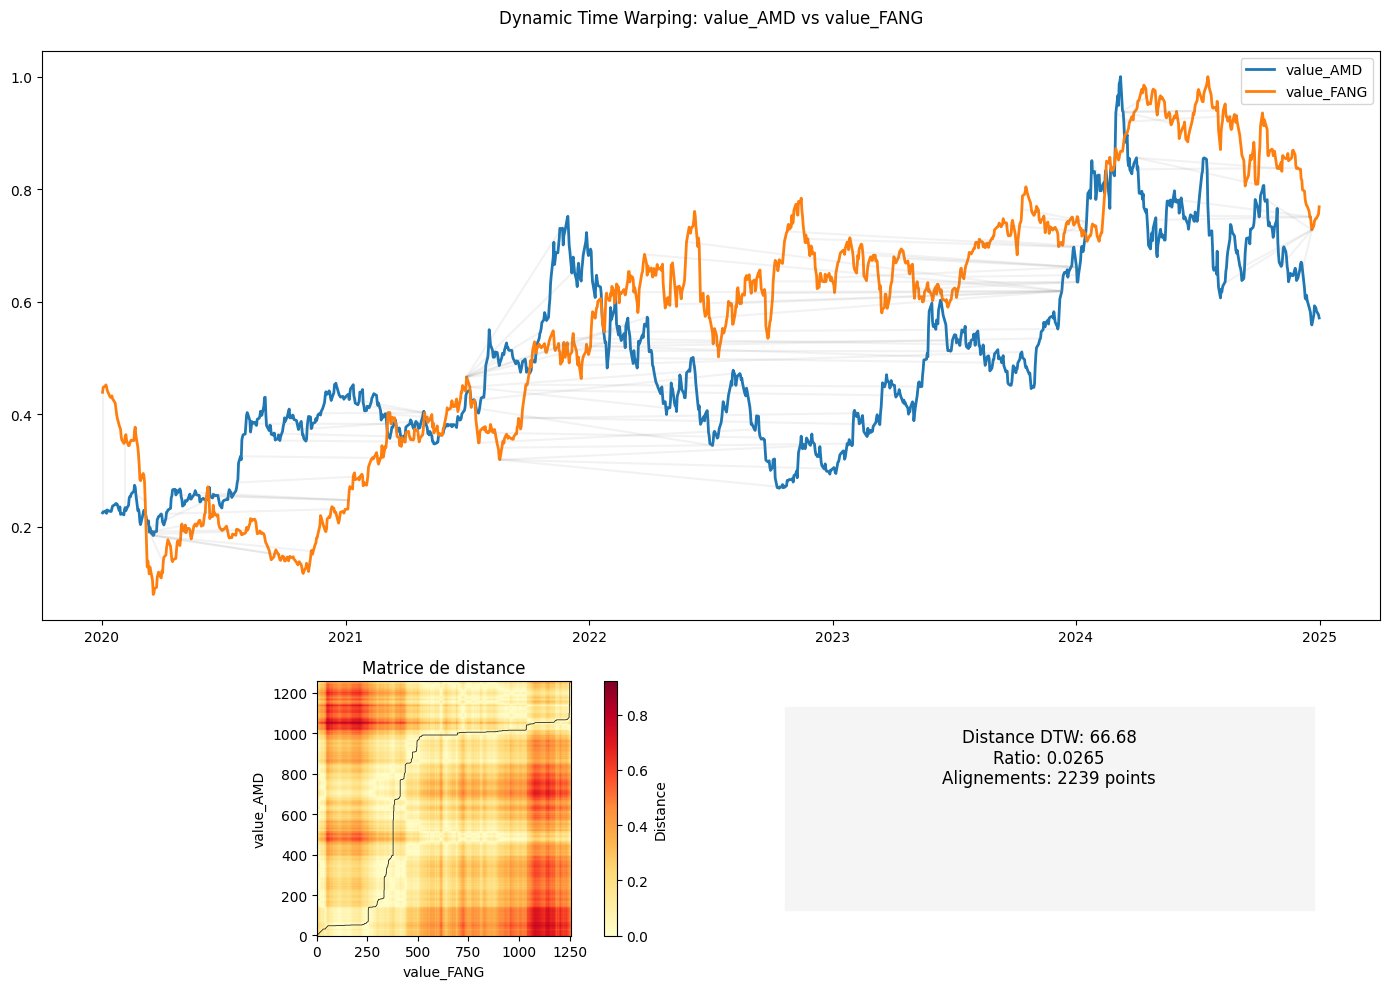 Dynamic Time Warping: value_AMD vs value_FANG
value_AMD
value_FANG
1.0
0.8
0.6
0.4
0.2
2020 2021 2022 2023 2024 2025
Matrice de distance
1200
1000
800
600
400
200
0
value_AMD
0 250 500 750 1000 1250
value_FANG
0.8
0.6
0.4
0.2
0.0
Distance
Distance DTW: 66.68
Ratio: 0.0265
Alignements: 2239 points